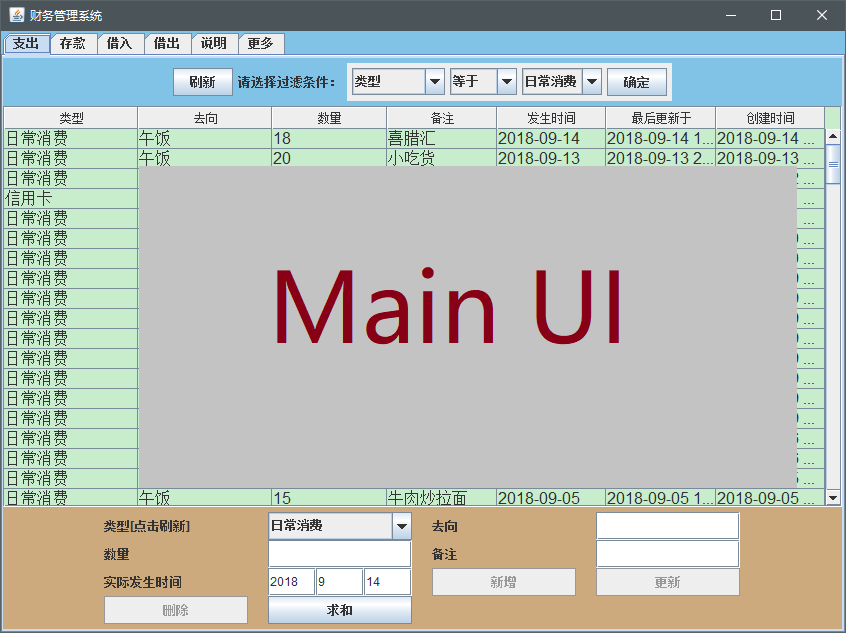 财务管理系统
支出 存款 借入 借出 说明 更多
刷新 请选择过滤条件： 类型 等于 日常消费 确定
类型 去向 数量 备注 发生时间 最后更新于 创建时间
日常消费 午饭 18 喜腊汇 2018-09-14 2018-09-14 1... 2018-09-14 ...
日常消费 午饭 20 小吃货 2018-09-13 2018-09-13 2... 2018-09-13 ...
日常消费 ...
信用卡 ...
日常消费 ...
日常消费 ...
日常消费 ...
日常消费 ...
日常消费 ...
日常消费 ...
日常消费 ...
日常消费 ...
日常消费 ...
日常消费 ...
日常消费 ...
日常消费 ...
日常消费 ...
日常消费 ...
Main UI
日常消费 午饭 15 牛肉炒拉面 2018-09-05 2018-09-05 1... 2018-09-05 ...
类型[点击刷新] 日常消费 去向
数量 备注
实际发生时间 2018 9 14 新增 更新
删除 求和